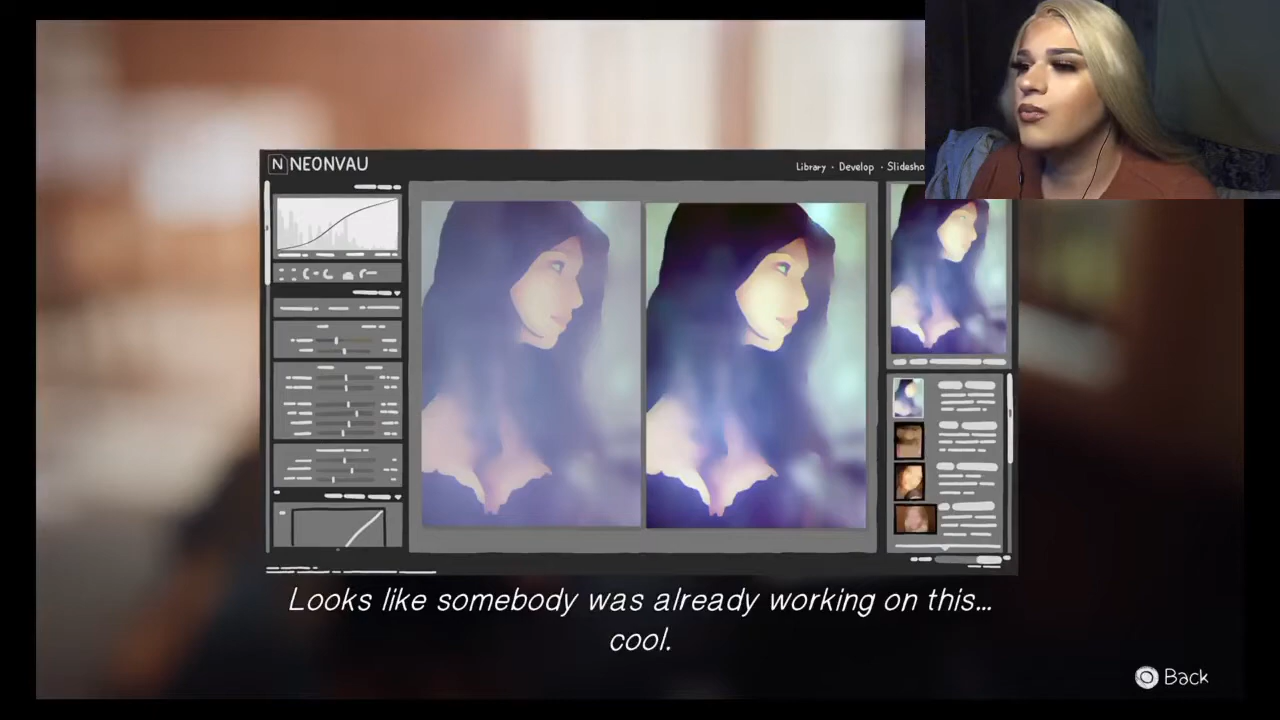 N NEONVAU
Library · Develop · Slidesho
Looks like somebody was already working on this...
cool.
Back